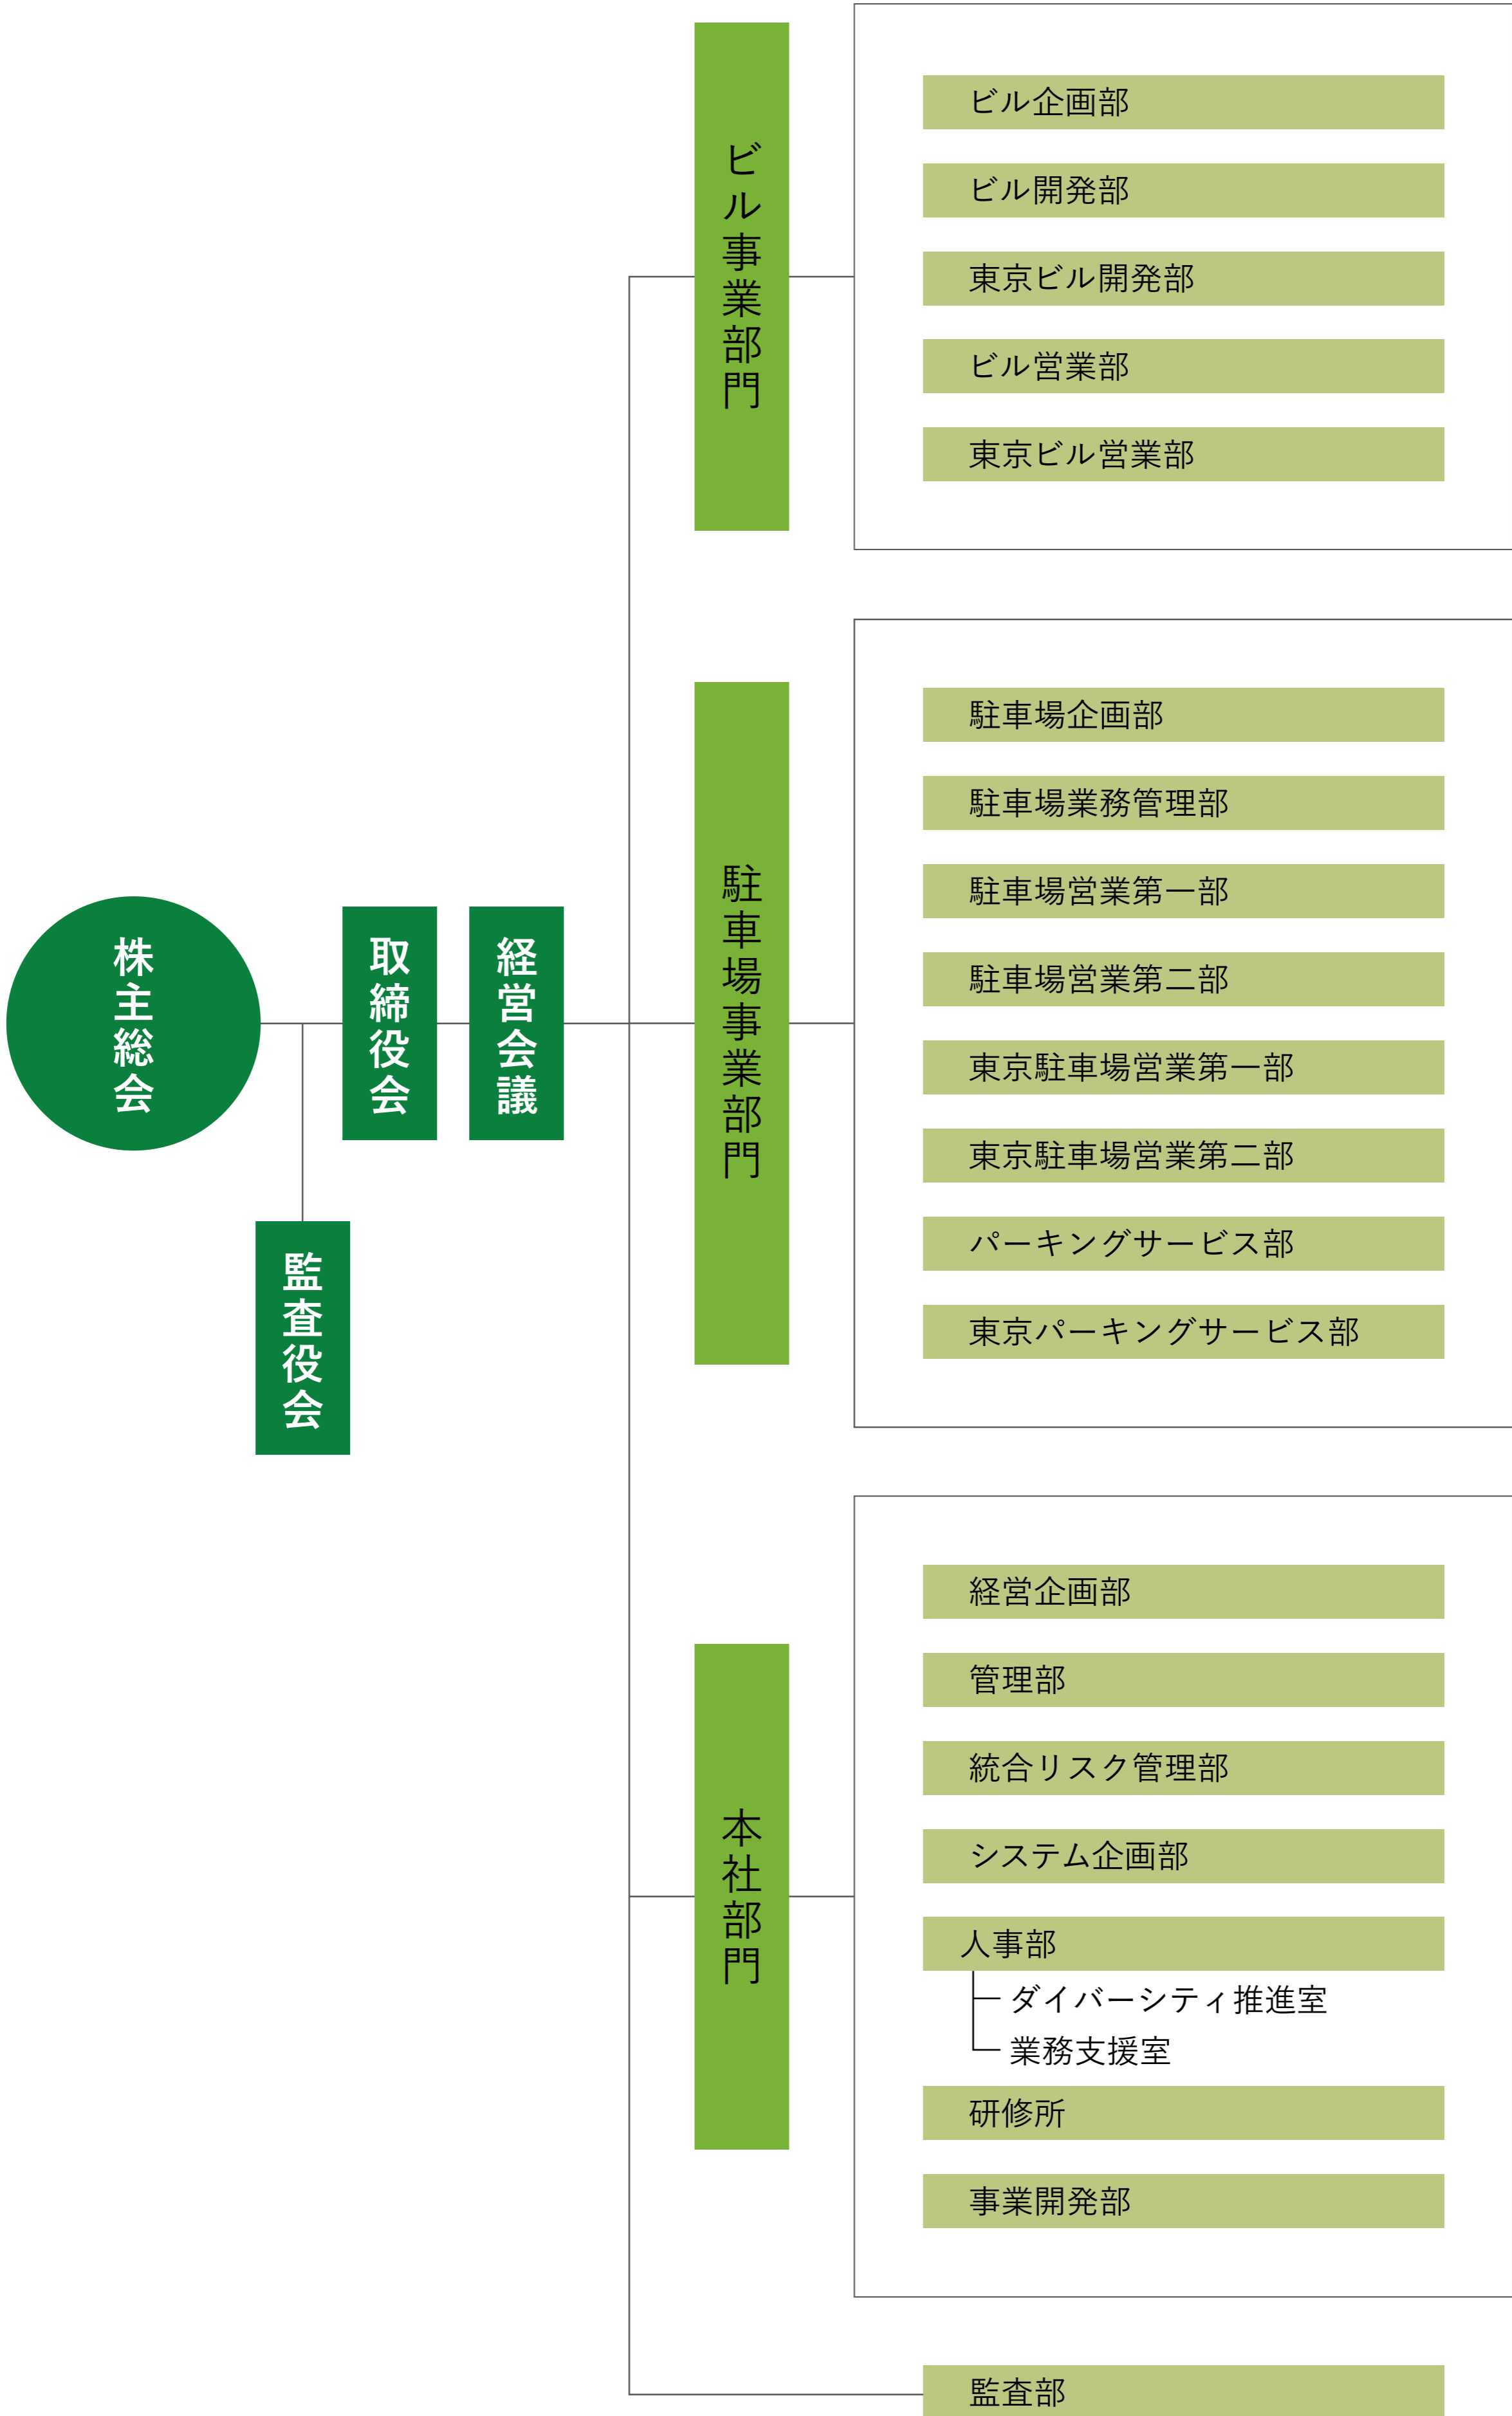 株主総会
取締役会
経営会議
監査役会
ビル事業部門
ビル企画部
ビル開発部
東京ビル開発部
ビル営業部
東京ビル営業部
駐車場事業部門
駐車場企画部
駐車場業務管理部
駐車場営業第一部
駐車場営業第二部
東京駐車場営業第一部
東京駐車場営業第二部
パーキングサービス部
東京パーキングサービス部
本社部門
経営企画部
管理部
統合リスク管理部
システム企画部
人事部
ダイバーシティ推進室
業務支援室
研修所
事業開発部
監査部